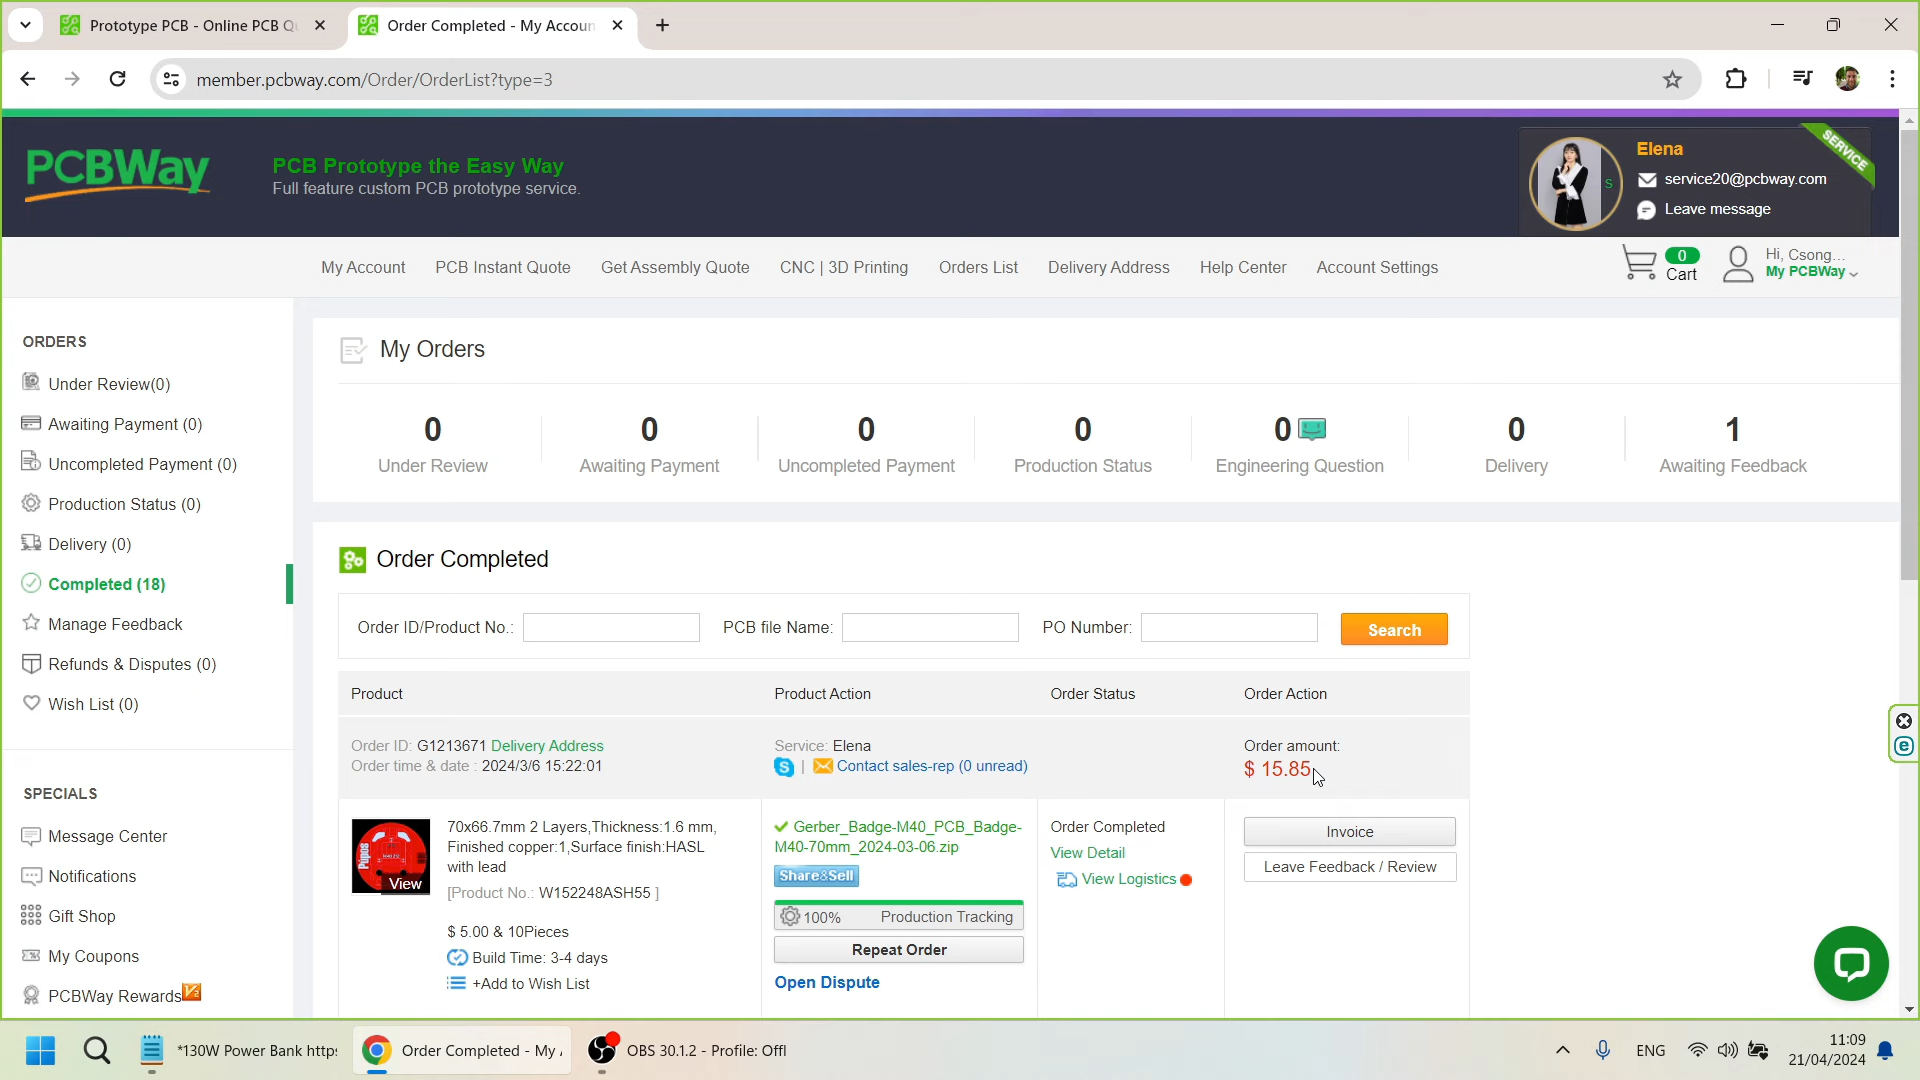 Prototype PCB - Online PCB Q
Order Completed - My Accoun
member.pcbway.com/Order/OrderList?type=3
PCBWay
PCB Prototype the Easy Way
Full feature custom PCB prototype service.
SERVICE
Elena
service20@pcbway.com
Leave message
S
My Account
PCB Instant Quote
Get Assembly Quote
CNC | 3D Printing
Orders List
Delivery Address
Help Center
Account Settings
0
Cart
Hi, Csong...
My PCBWay
ORDERS
Under Review(0)
Awaiting Payment (0)
Uncompleted Payment (0)
Production Status (0)
Delivery (0)
Completed (18)
Manage Feedback
Refunds & Disputes (0)
Wish List (0)
SPECIALS
Message Center
Notifications
Gift Shop
My Coupons
PCBWay Rewards
My Orders
0
Under Review
0
Awaiting Payment
0
Uncompleted Payment
0
Production Status
0
Engineering Question
0
Delivery
1
Awaiting Feedback
Order Completed
Order ID/Product No.:
PCB file Name:
PO Number:
Search
Product
Product Action
Order Status
Order Action
Order ID: G1213671 Delivery Address
Order time & date : 2024/3/6 15:22:01
Service: Elena
| Contact sales-rep (0 unread)
Order amount:
$ 15.85
View
70x66.7mm 2 Layers,Thickness:1.6 mm,
Finished copper:1,Surface finish:HASL
with lead
[Product No.: W152248ASH55 ]
$ 5.00 & 10Pieces
Build Time: 3-4 days
+Add to Wish List
Gerber_Badge-M40_PCB_Badge-
M40-70mm_2024-03-06.zip
Share&Sell
100% Production Tracking
Repeat Order
Open Dispute
Order Completed
View Detail
View Logistics
Invoice
Leave Feedback / Review
*130W Power Bank https
Order Completed - My
OBS 30.1.2 - Profile: Offl
ENG
11:09
21/04/2024